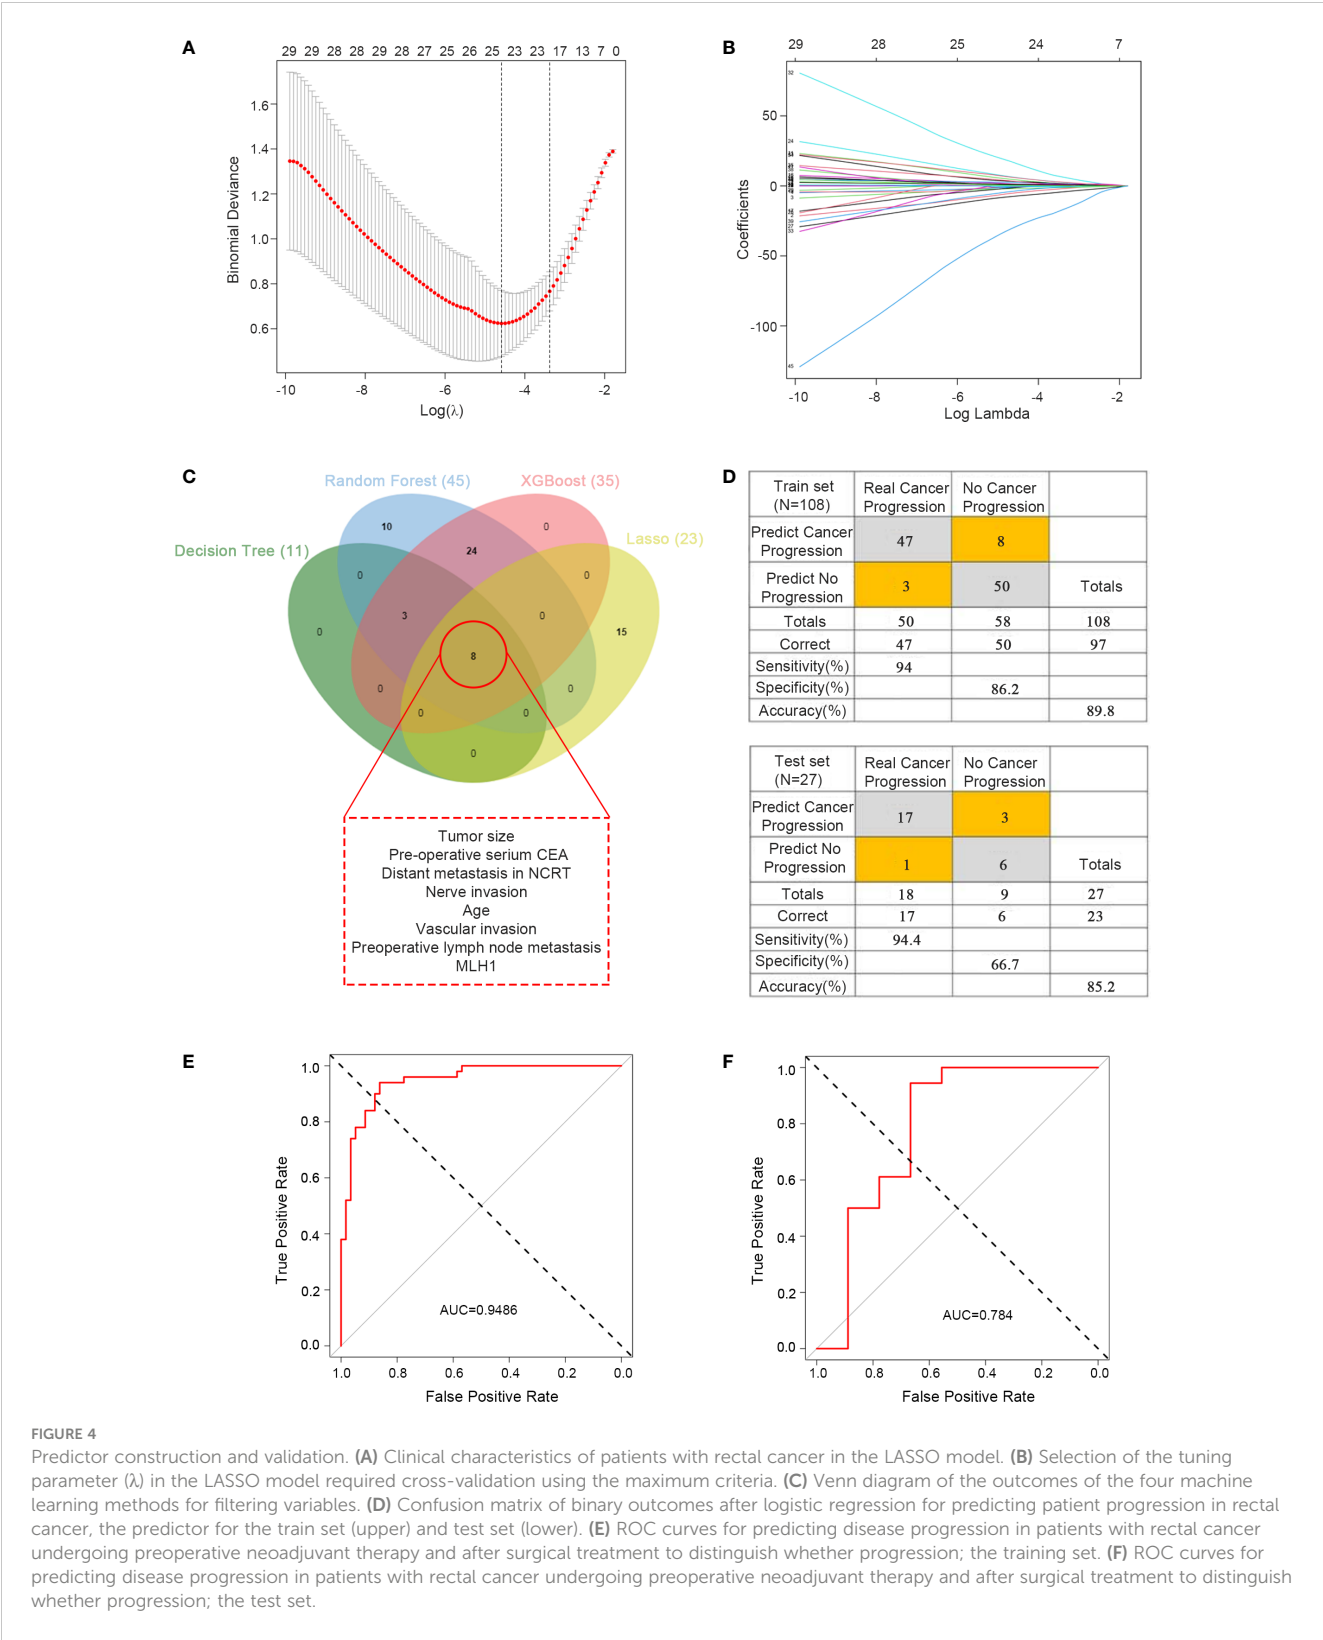 A
29 29 28 28 29 28 27 25 26 25 23 23 17 13 7 0
1.6
1.4
1.2
1.0
0.8
0.6
Binomial Deviance
-10 -8 -6 -4 -2
Log(λ)
B
29 28 25 24 7
50
0
-50
-100
Coefficients
32
24
3
27
33
45
-10 -8 -6 -4 -2
Log Lambda
C
Random Forest (45)
XGBoost (35)
Decision Tree (11)
Lasso (23)
10
0
24
0
0
3
0
0
15
8
0
0
0
0
0
Tumor size
Pre-operative serium CEA
Distant metastasis in NCRT
Nerve invasion
Age
Vascular invasion
Preoperative lymph node metastasis
MLH1
D
Train set
(N=108)
Real Cancer
Progression
No Cancer
Progression
Predict Cancer
Progression
47
8
Predict No
Progression
3
50
Totals
Totals 50 58 108
Correct 47 50 97
Sensitivity(%) 94
Specificity(%) 86.2
Accuracy(%) 89.8
Test set
(N=27)
Real Cancer
Progression
No Cancer
Progression
Predict Cancer
Progression
17
3
Predict No
Progression
1
6
Totals
Totals 18 9 27
Correct 17 6 23
Sensitivity(%) 94.4
Specificity(%) 66.7
Accuracy(%) 85.2
E
1.0
0.8
0.6
0.4
0.2
0.0
True Positive Rate
AUC=0.9486
1.0 0.8 0.6 0.4 0.2 0.0
False Positive Rate
F
1.0
0.8
0.6
0.4
0.2
0.0
True Positive Rate
AUC=0.784
1.0 0.8 0.6 0.4 0.2 0.0
False Positive Rate
FIGURE 4
Predictor construction and validation. (A) Clinical characteristics of patients with rectal cancer in the LASSO model. (B) Selection of the tuning
parameter (λ) in the LASSO model required cross-validation using the maximum criteria. (C) Venn diagram of the outcomes of the four machine
learning methods for filtering variables. (D) Confusion matrix of binary outcomes after logistic regression for predicting patient progression in rectal
cancer, the predictor for the train set (upper) and test set (lower). (E) ROC curves for predicting disease progression in patients with rectal cancer
undergoing preoperative neoadjuvant therapy and after surgical treatment to distinguish whether progression; the training set. (F) ROC curves for
predicting disease progression in patients with rectal cancer undergoing preoperative neoadjuvant therapy and after surgical treatment to distinguish
whether progression; the test set.